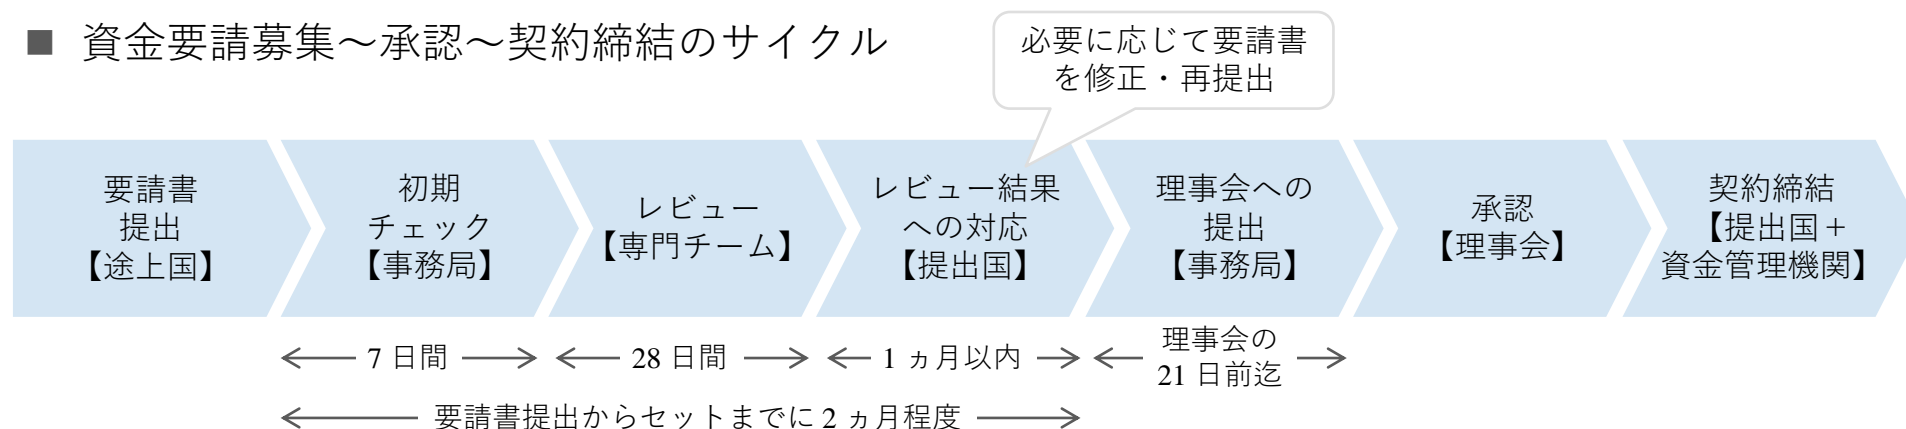 ■ 資金要請募集～承認～契約締結のサイクル
必要に応じて要請書
を修正・再提出
要請書
提出
【途上国】
初期
チェック
【事務局】
レビュー
【専門チーム】
レビュー結果
への対応
【提出国】
理事会への
提出
【事務局】
承認
【理事会】
契約締結
【提出国＋
資金管理機関】
7 日間
28 日間
1 ヵ月以内
理事会の
21 日前迄
要請書提出からセットまでに 2 ヵ月程度